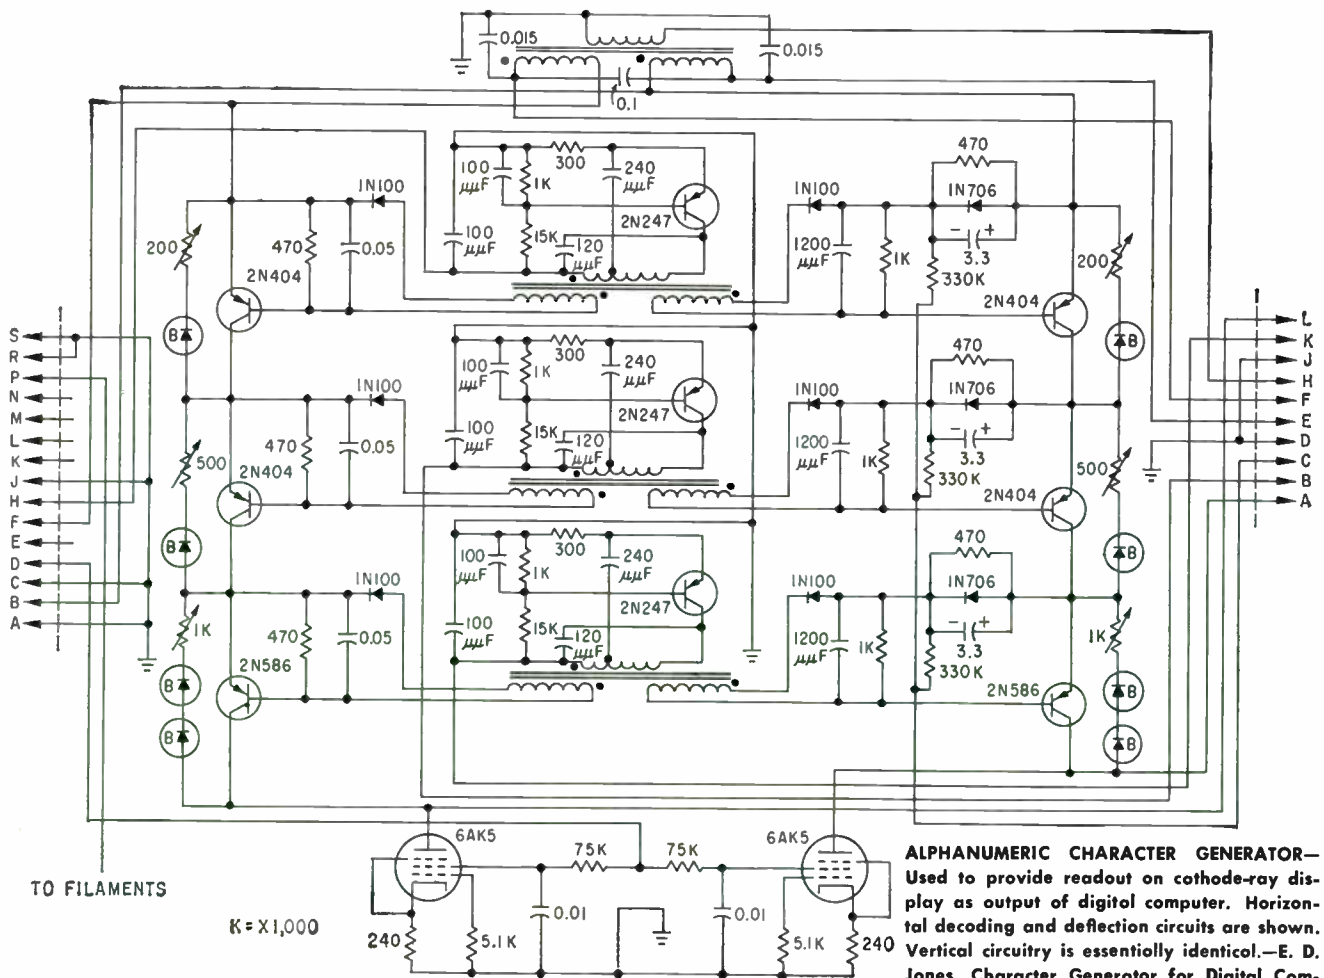 0.015
0.015
0.1
470
100 μμF
1K
300
240 μμF
1N100
1N100
1N706
2N247
200
470
0.05
100 μμF
15K
120 μμF
1200 μμF
1K
- +
3.3
330K
200
2N404
2N404
B
B
S
R
P
N
M
L
K
J
H
F
E
D
C
B
A
L
K
J
H
F
E
D
C
B
A
470
100 μμF
1K
300
240 μμF
1N100
1N100
1N706
2N247
500
470
0.05
100 μμF
15K
120 μμF
1200 μμF
1K
- +
3.3
330K
500
2N404
2N404
B
B
470
100 μμF
1K
300
240 μμF
1N100
1N100
1N706
2N247
1K
470
0.05
100 μμF
15K
120 μμF
1200 μμF
1K
- +
3.3
330K
1K
2N586
2N586
B
B
B
B
6AK5
75K
75K
6AK5
TO FILAMENTS
K = X1,000
240
5.1K
0.01
0.01
5.1K
240
ALPHANUMERIC CHARACTER GENERATOR—
Used to provide readout on cathode-ray dis-
play as output of digital computer. Horizon-
tal decoding and deflection circuits are shown.
Vertical circuitry is essentially identical.—E. D.
Jones, Character Generator for Digital Com-